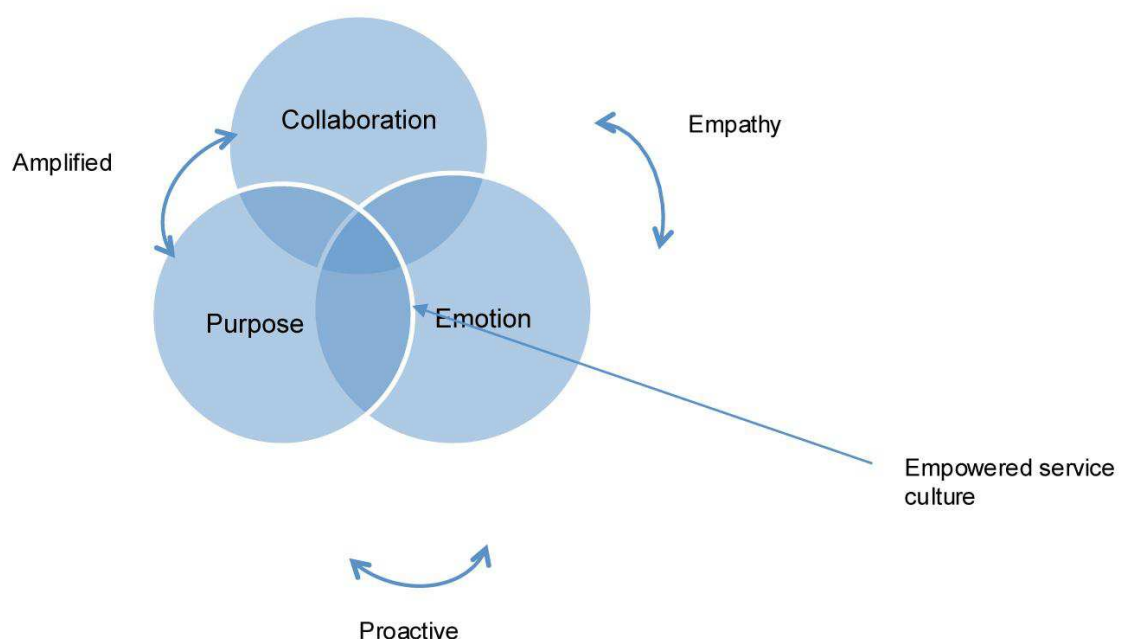 Collaboration
Empathy
Amplified
Purpose
Emotion
Empowered service
culture
Proactive